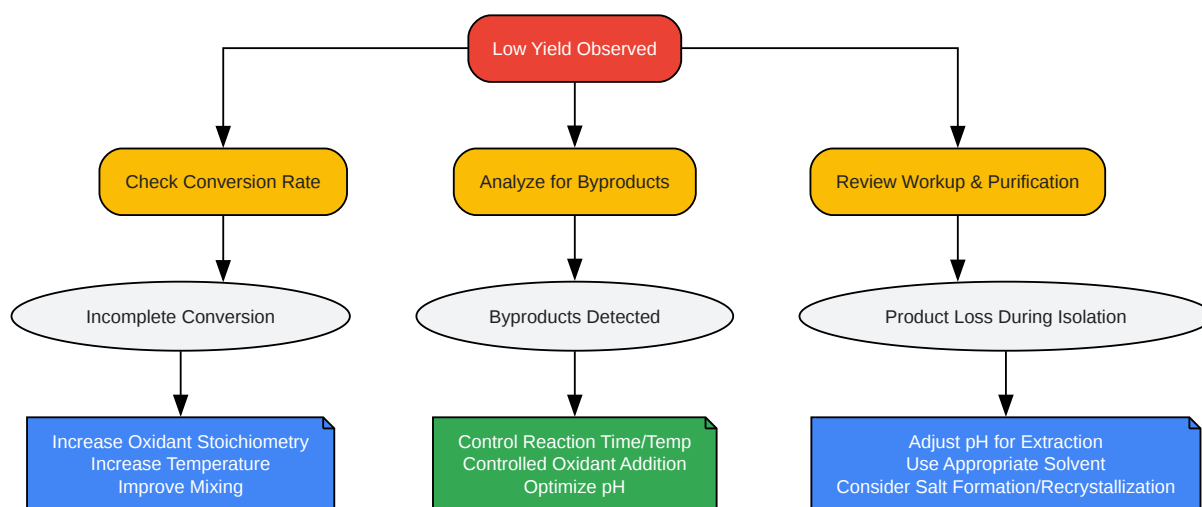 Low Yield Observed
Check Conversion Rate
Analyze for Byproducts
Review Workup & Purification
Incomplete Conversion
Byproducts Detected
Product Loss During Isolation
Increase Oxidant Stoichiometry
Increase Temperature
Improve Mixing
Control Reaction Time/Temp
Controlled Oxidant Addition
Optimize pH
Adjust pH for Extraction
Use Appropriate Solvent
Consider Salt Formation/Recrystallization